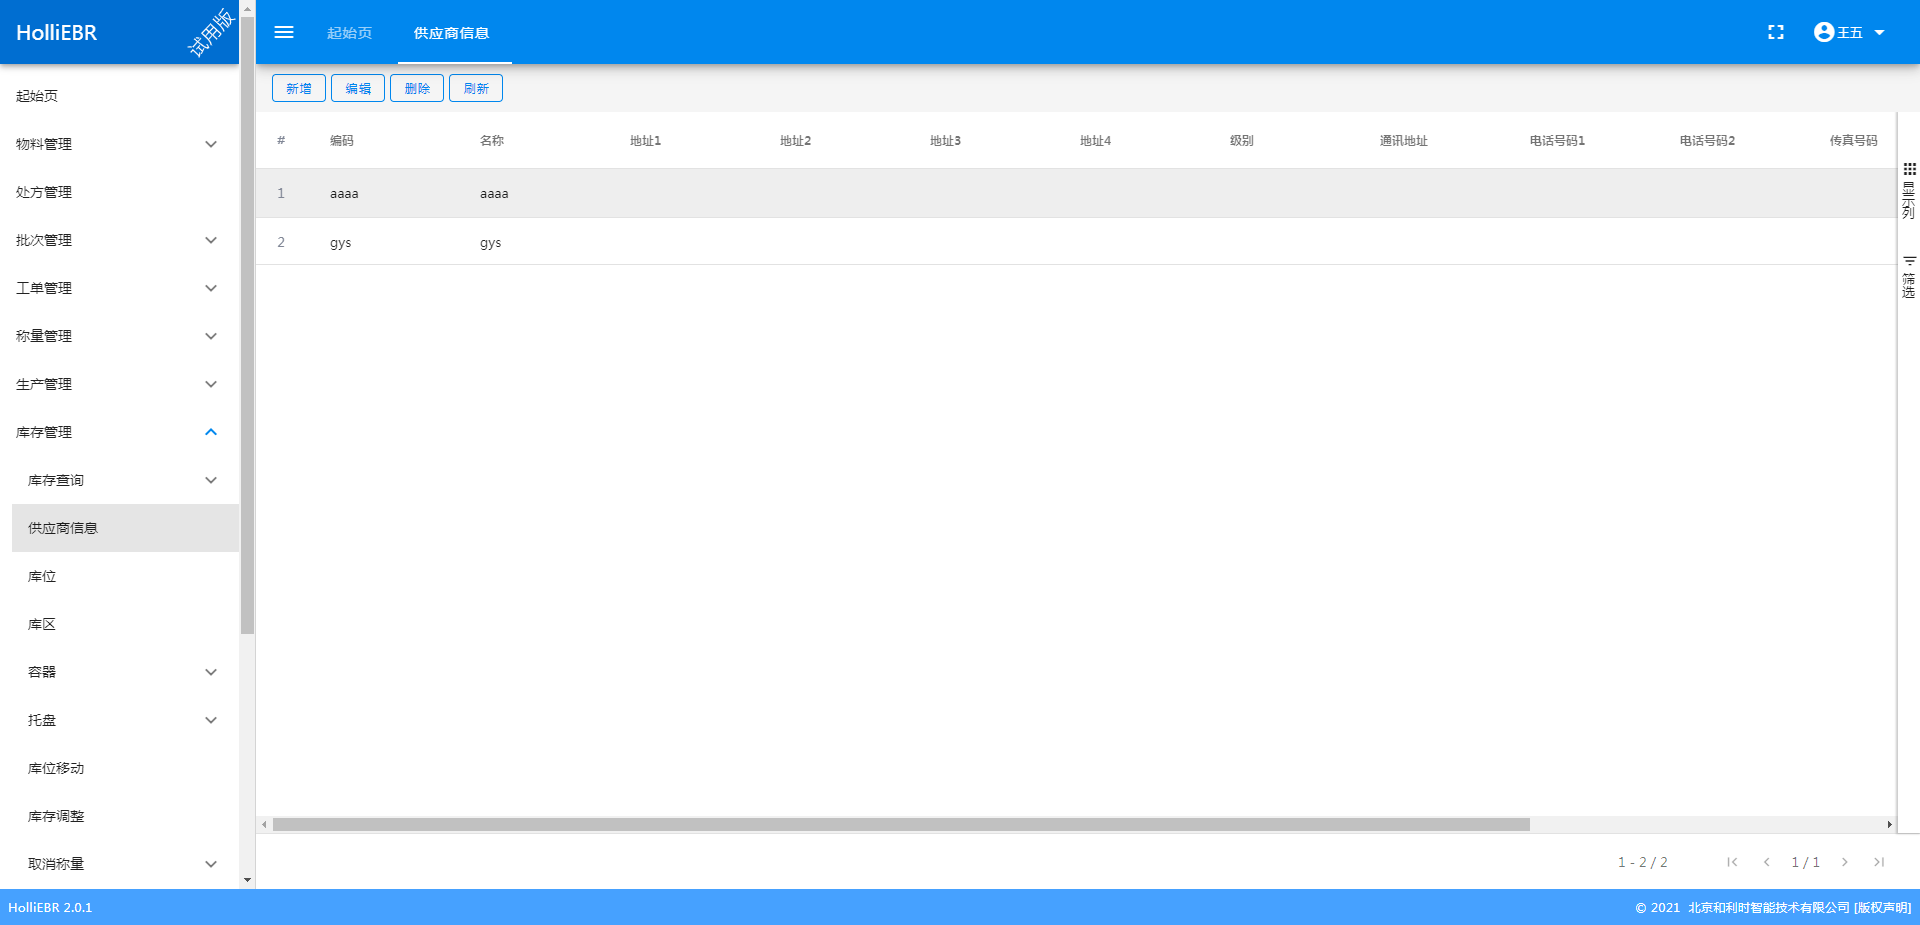 HolliEBR 试用版
起始页 供应商信息 王五
新增 编辑 删除 刷新
起始页
物料管理
处方管理
批次管理
工单管理
称量管理
生产管理
库存管理
库存查询
供应商信息
库位
库区
容器
托盘
库位移动
库存调整
取消称量
# 编码 名称 地址1 地址2 地址3 地址4 级别 通讯地址 电话号码1 电话号码2 传真号码
1 aaaa aaaa
2 gys gys
显示列
筛选
1 - 2 / 2 1 / 1
HolliEBR 2.0.1
© 2021 北京和利时智能技术有限公司 [版权声明]